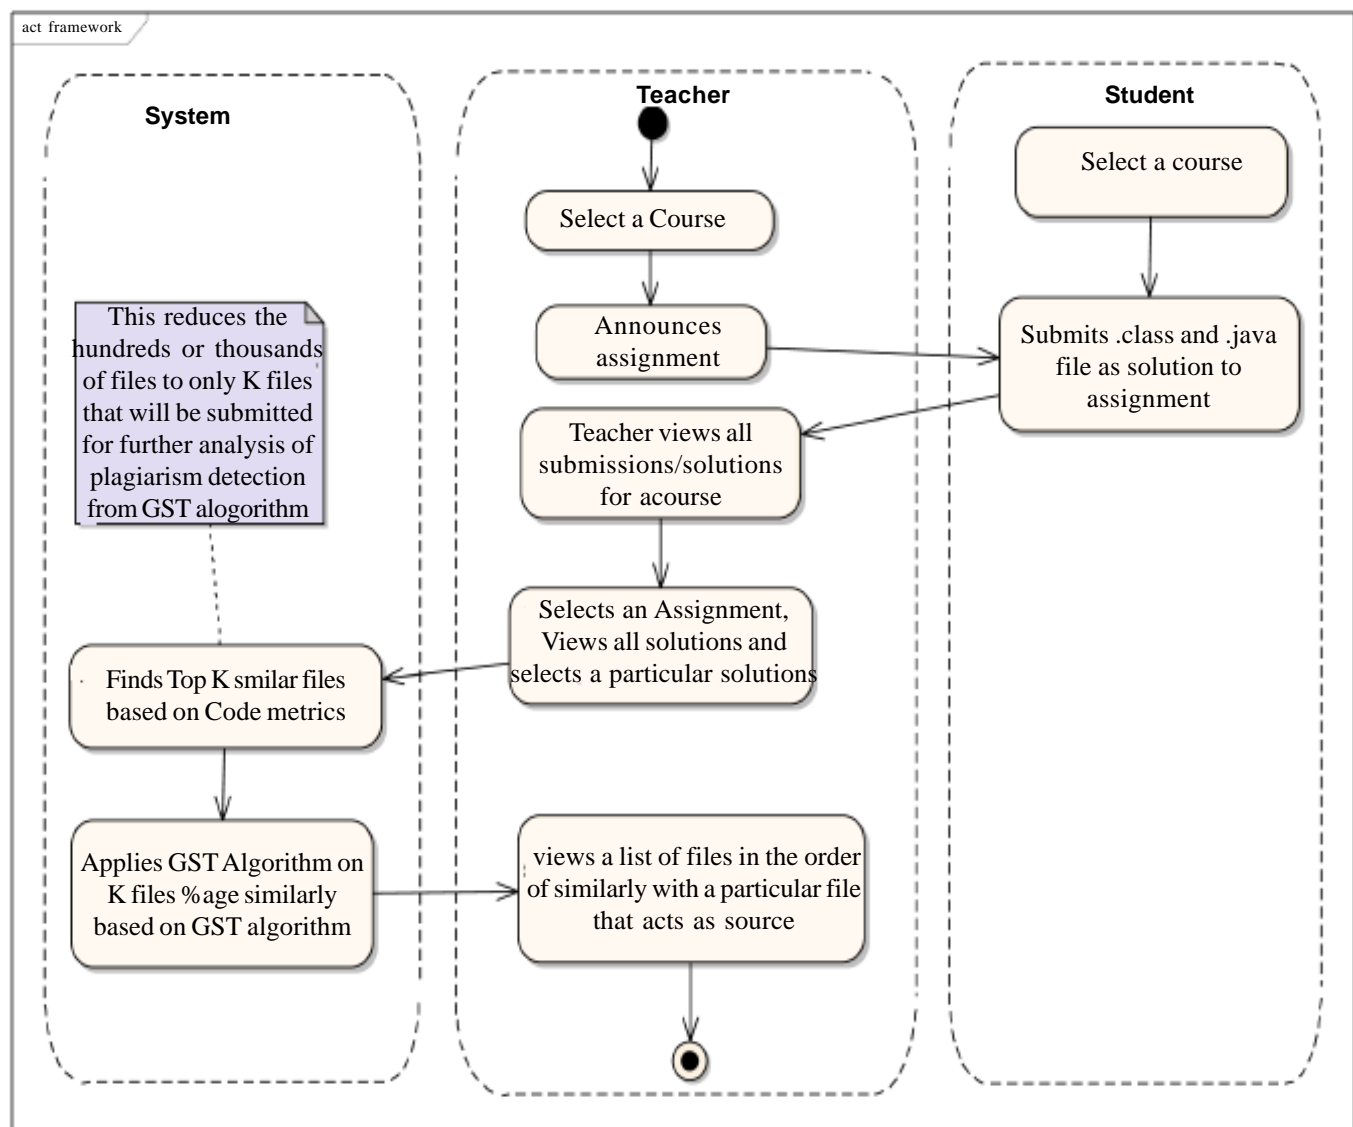 act framework
System
This reduces the
hundreds or thousands
of files to only K files
that will be submitted
for further analysis of
plagiarism detection
from GST alogorithm
Finds Top K smilar files
based on Code metrics
Applies GST Algorithm on
K files %age similarly
based on GST algorithm
Teacher
Select a Course
Announces
assignment
Teacher views all
submissions/solutions
for acourse
Selects an Assignment,
Views all solutions and
selects a particular solutions
views a list of files in the order
of similarly with a particular file
that acts as source
Student
Select a course
Submits .class and .java
file as solution to
assignment